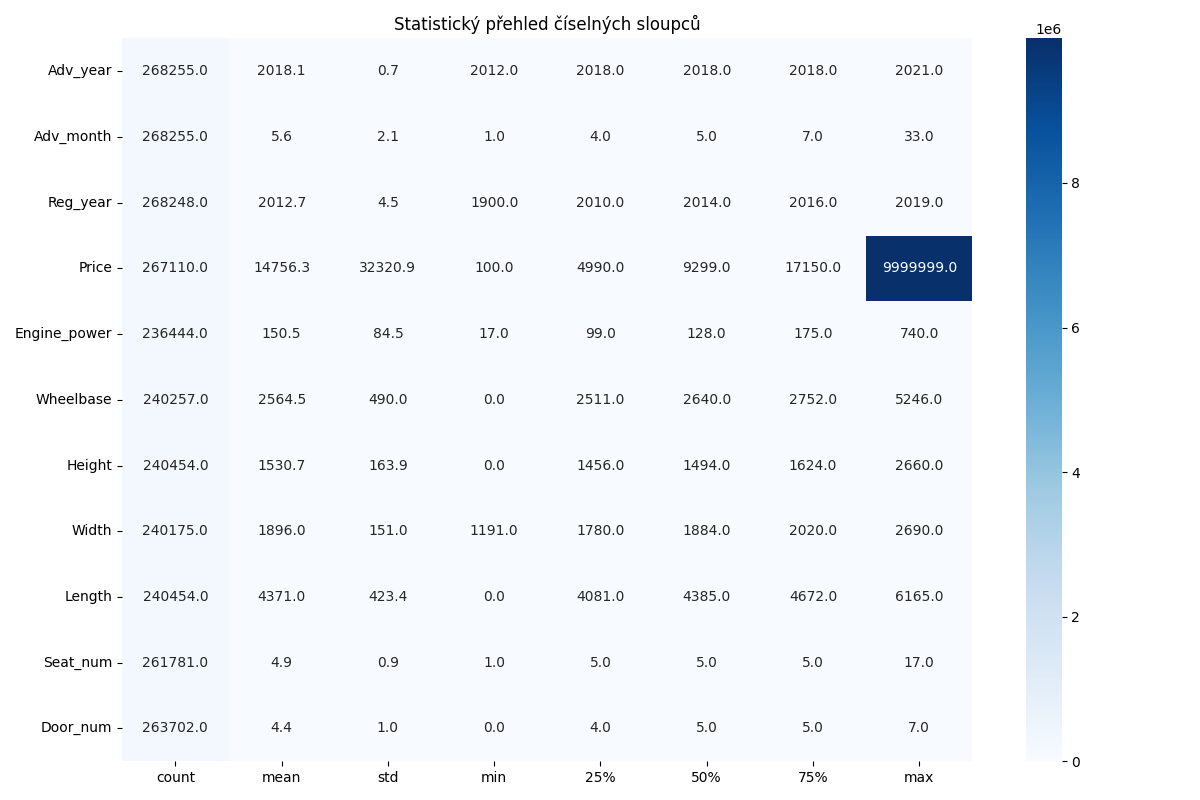 Statistický přehled číselných sloupců
1e6
Adv_year 268255.0 2018.1 0.7 2012.0 2018.0 2018.0 2018.0 2021.0
Adv_month 268255.0 5.6 2.1 1.0 4.0 5.0 7.0 33.0
Reg_year 268248.0 2012.7 4.5 1900.0 2010.0 2014.0 2016.0 2019.0
Price 267110.0 14756.3 32320.9 100.0 4990.0 9299.0 17150.0 9999999.0
Engine_power 236444.0 150.5 84.5 17.0 99.0 128.0 175.0 740.0
Wheelbase 240257.0 2564.5 490.0 0.0 2511.0 2640.0 2752.0 5246.0
Height 240454.0 1530.7 163.9 0.0 1456.0 1494.0 1624.0 2660.0
Width 240175.0 1896.0 151.0 1191.0 1780.0 1884.0 2020.0 2690.0
Length 240454.0 4371.0 423.4 0.0 4081.0 4385.0 4672.0 6165.0
Seat_num 261781.0 4.9 0.9 1.0 5.0 5.0 5.0 17.0
Door_num 263702.0 4.4 1.0 0.0 4.0 5.0 5.0 7.0
count mean std min 25% 50% 75% max
8
6
4
2
0